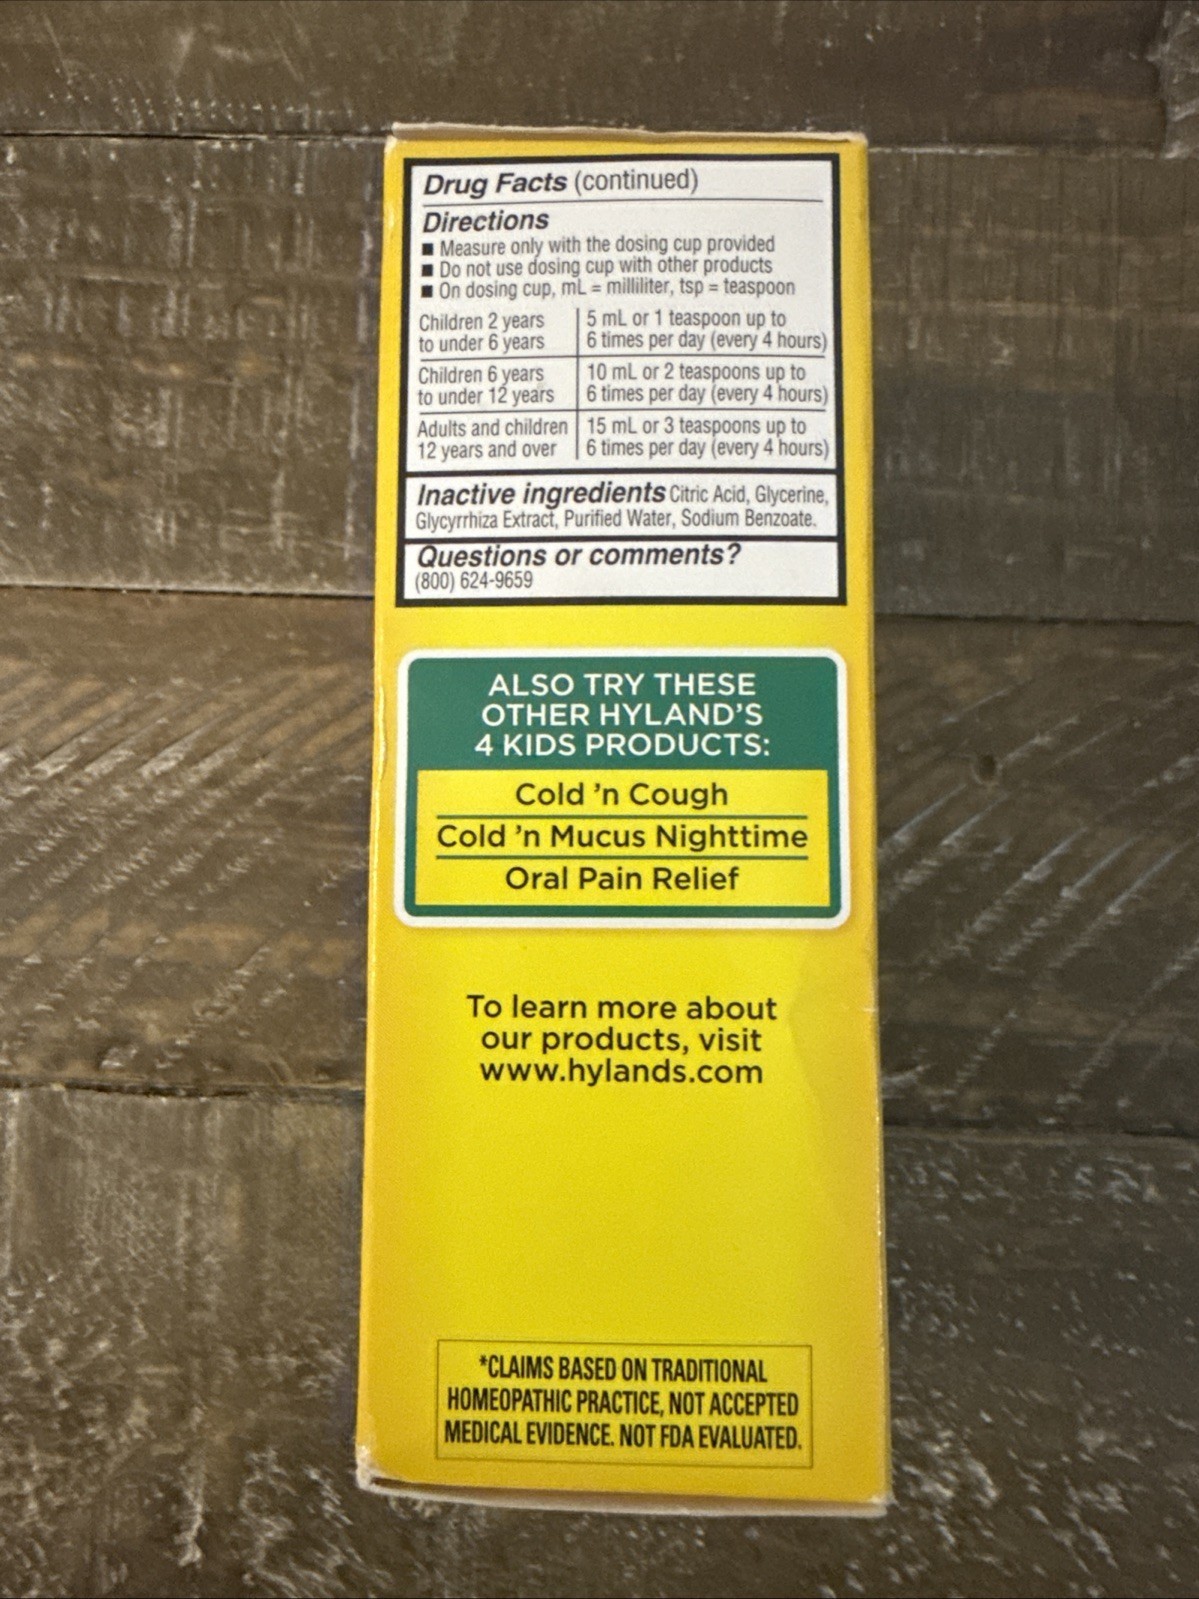 Drug Facts (continued)
Directions
■ Measure only with the dosing cup provided
■ Do not use dosing cup with other products
■ On dosing cup, mL = milliliter, tsp = teaspoon
Children 2 years
to under 6 years
5 mL or 1 teaspoon up to
6 times per day (every 4 hours)
Children 6 years
to under 12 years
10 mL or 2 teaspoons up to
6 times per day (every 4 hours)
Adults and children
12 years and over
15 mL or 3 teaspoons up to
6 times per day (every 4 hours)
Inactive ingredients Citric Acid, Glycerine,
Glycyrrhiza Extract, Purified Water, Sodium Benzoate.
Questions or comments?
(800) 624-9659
ALSO TRY THESE
OTHER HYLAND'S
4 KIDS PRODUCTS:
Cold 'n Cough
Cold 'n Mucus Nighttime
Oral Pain Relief
To learn more about
our products, visit
www.hylands.com
*CLAIMS BASED ON TRADITIONAL
HOMEOPATHIC PRACTICE, NOT ACCEPTED
MEDICAL EVIDENCE. NOT FDA EVALUATED.